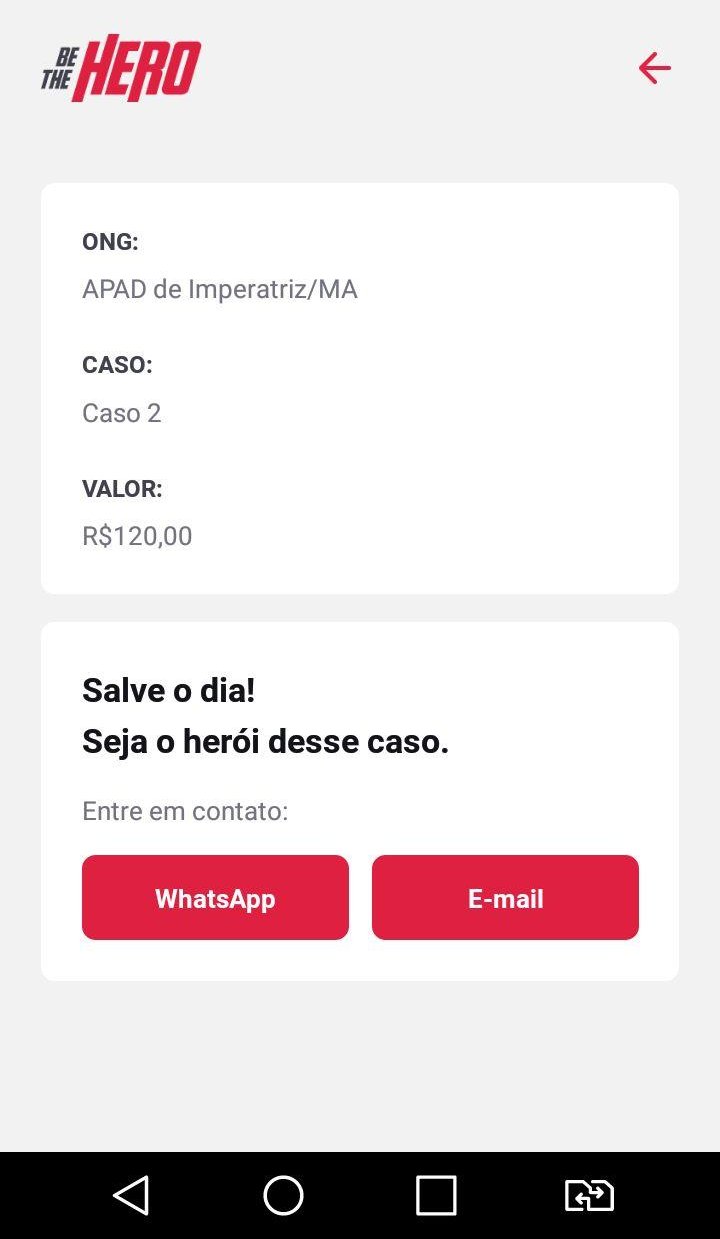 BE
THE HERO
ONG:
APAD de Imperatriz/MA
CASO:
Caso 2
VALOR:
R$120,00
Salve o dia!
Seja o herói desse caso.
Entre em contato:
WhatsApp
E-mail